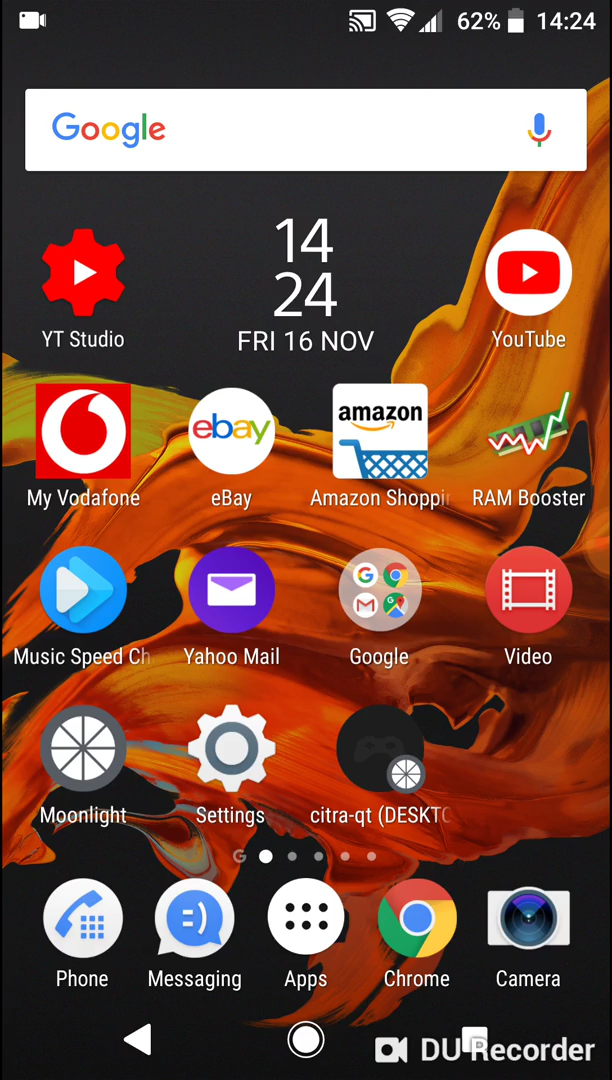 62% 14:24
Google
14
24
FRI 16 NOV
YT Studio
YouTube
ebay
amazon
My Vodafone
eBay
Amazon Shoppi
RAM Booster
Music Speed Ch
Yahoo Mail
Google
Video
Moonlight
Settings
citra-qt (DESKTO
G
Phone
Messaging
Apps
Chrome
Camera
DU Recorder